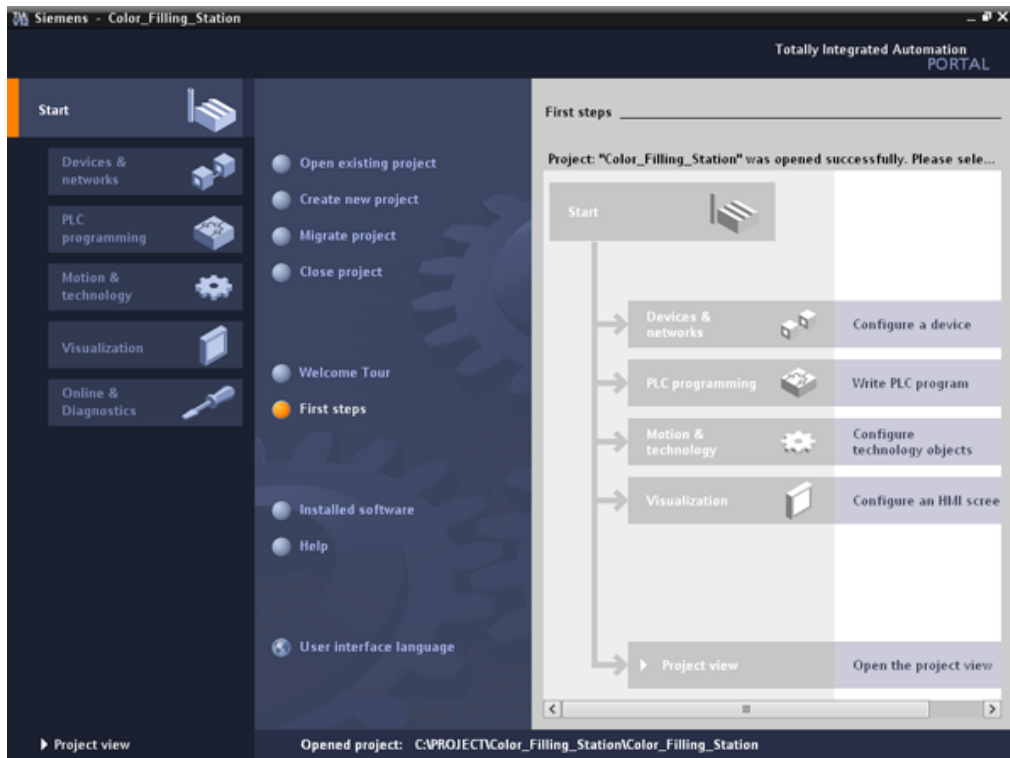 Siemens - Color_Filling_Station
Totally Integrated Automation
PORTAL
Start
Devices &
networks
PLC
programming
Motion &
technology
Visualization
Online &
Diagnostics
Open existing project
Create new project
Migrate project
Close project
Welcome Tour
First steps
Installed software
Help
User interface language
First steps
Project: "Color_Filling_Station" was opened successfully. Please sele...
Start
Devices &
networks
Configure a device
PLC programming
Write PLC program
Motion &
technology
Configure
technology objects
Visualization
Configure an HMI scree
Project view
Open the project view
Project view
Opened project: C:\PROJECT\Color_Filling_Station\Color_Filling_Station